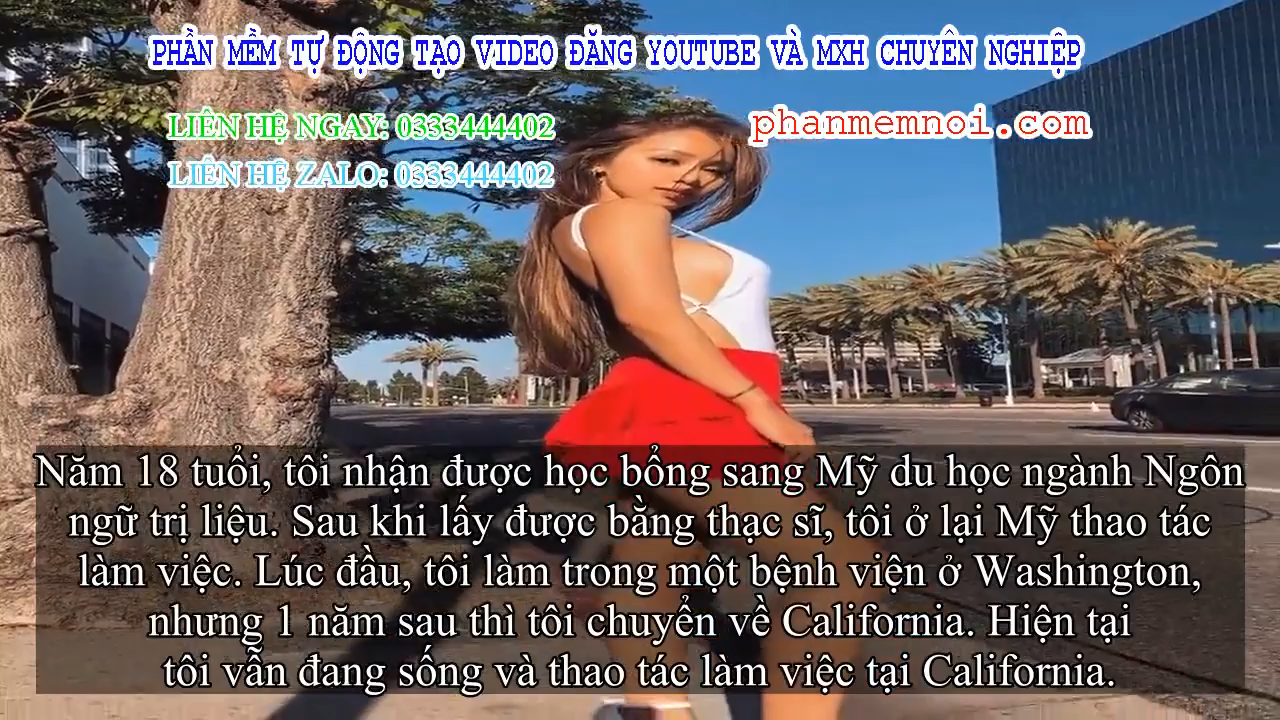 PHẦN MỀM TỰ ĐỘNG TẠO VIDEO ĐĂNG YOUTUBE VÀ MXH CHUYÊN NGHIỆP
LIÊN HỆ NGAY: 0333444402
phanmemnoi.com
LIÊN HỆ ZALO: 0333444402
Năm 18 tuổi, tôi nhận được học bổng sang Mỹ du học ngành Ngôn
ngữ trị liệu. Sau khi lấy được bằng thạc sĩ, tôi ở lại Mỹ thao tác
làm việc. Lúc đầu, tôi làm trong một bệnh viện ở Washington,
nhưng 1 năm sau thì tôi chuyển về California. Hiện tại
tôi vẫn đang sống và thao tác làm việc tại California.